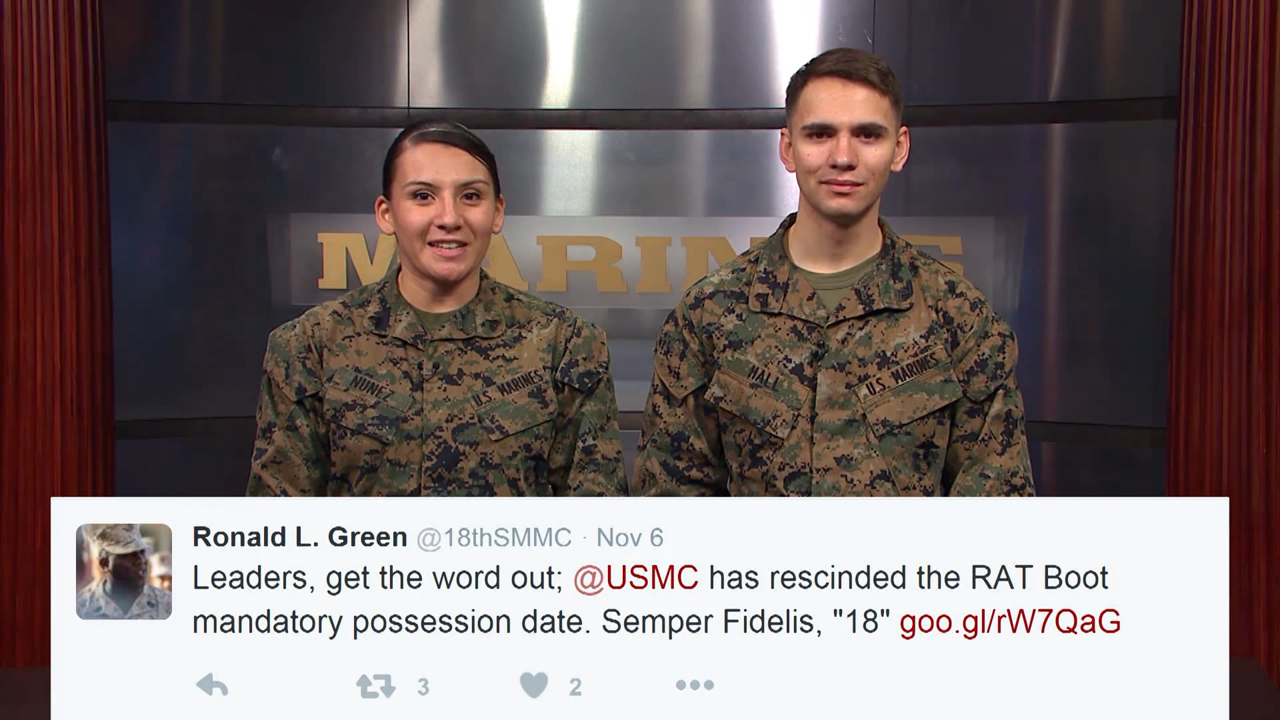 MARINES
NUNEZ
U.S. MARINES
HALL
U.S. MARINES
Ronald L. Green @18thSMMC · Nov 6
Leaders, get the word out; @USMC has rescinded the RAT Boot
mandatory possession date. Semper Fidelis, "18" goo.gl/rW7QaG
3
2